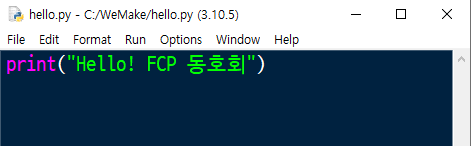 hello.py - C:/WeMake/hello.py (3.10.5)
File Edit Format Run Options Window Help
print("Hello! FCP 동호회")